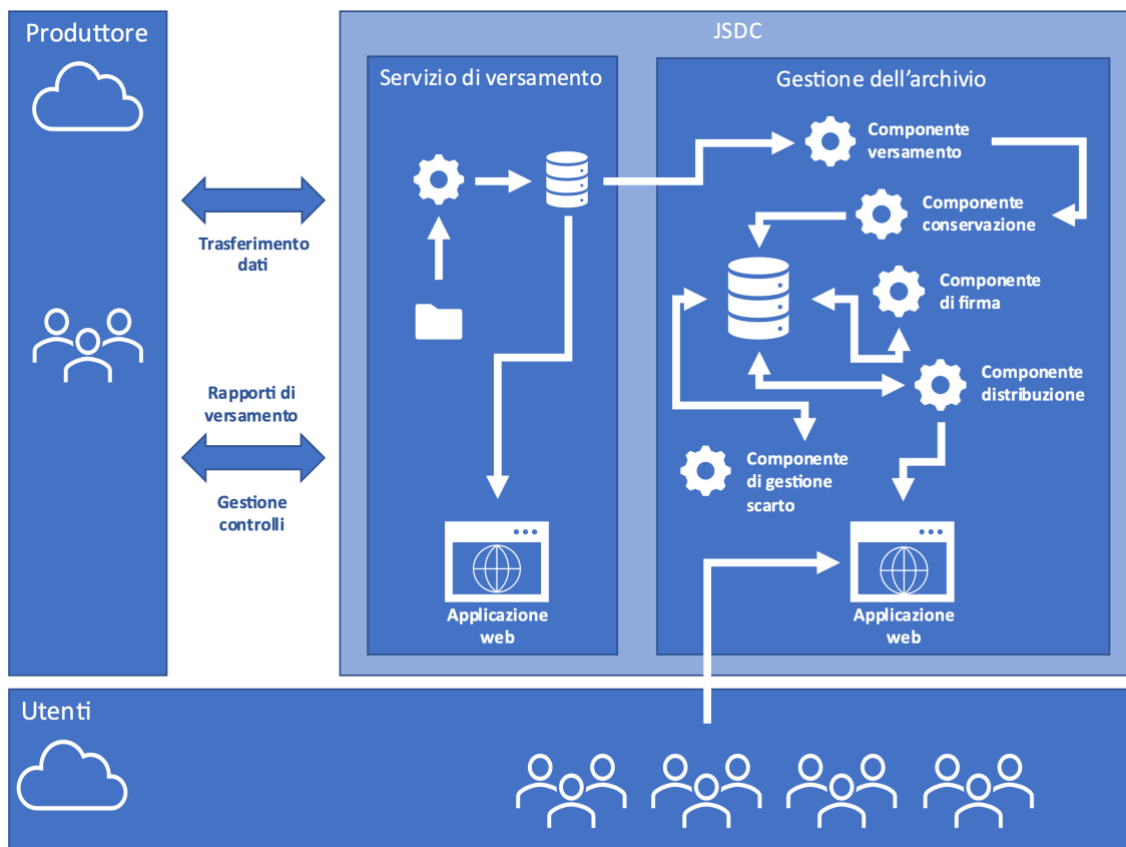 Produttore
JSDC
Servizio di versamento
Gestione dell'archivio
Componente
versamento
Componente
conservazione
Componente
di firma
Componente
distribuzione
Componente
di gestione
scarto
Trasferimento
dati
Rapporti di
versamento
Gestione
controlli
Applicazione
web
Applicazione
web
Utenti